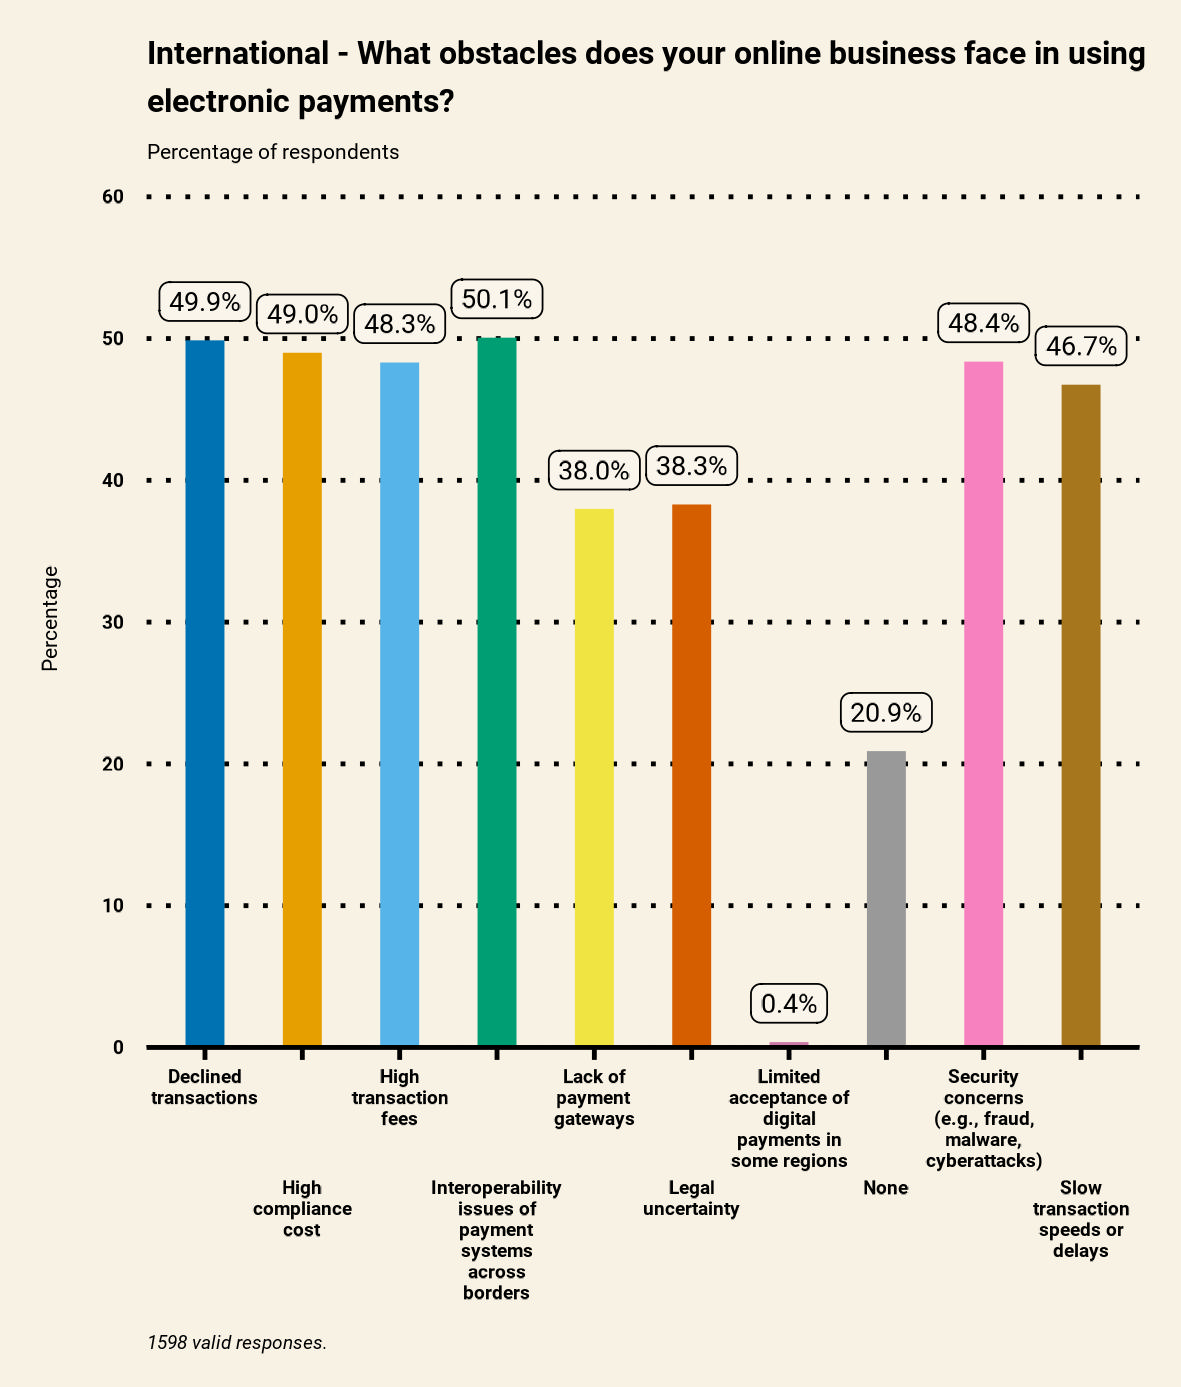 International - What obstacles does your online business face in using
electronic payments?
Percentage of respondents
60
50
40
30
20
10
0
Percentage
49.9%
49.0%
48.3%
50.1%
38.0%
38.3%
0.4%
20.9%
48.4%
46.7%
Declined
transactions
High
compliance
cost
High
transaction
fees
Interoperability
issues of
payment
systems
across
borders
Lack of
payment
gateways
Legal
uncertainty
Limited
acceptance of
digital
payments in
some regions
None
Security
concerns
(e.g., fraud,
malware,
cyberattacks)
Slow
transaction
speeds or
delays
1598 valid responses.